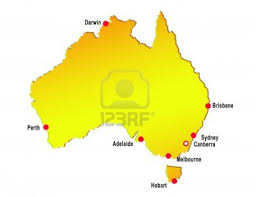 Darwin
Brisbane
Perth
Sydney
Adelaide
Canberra
Melbourne
Hobart
123RF